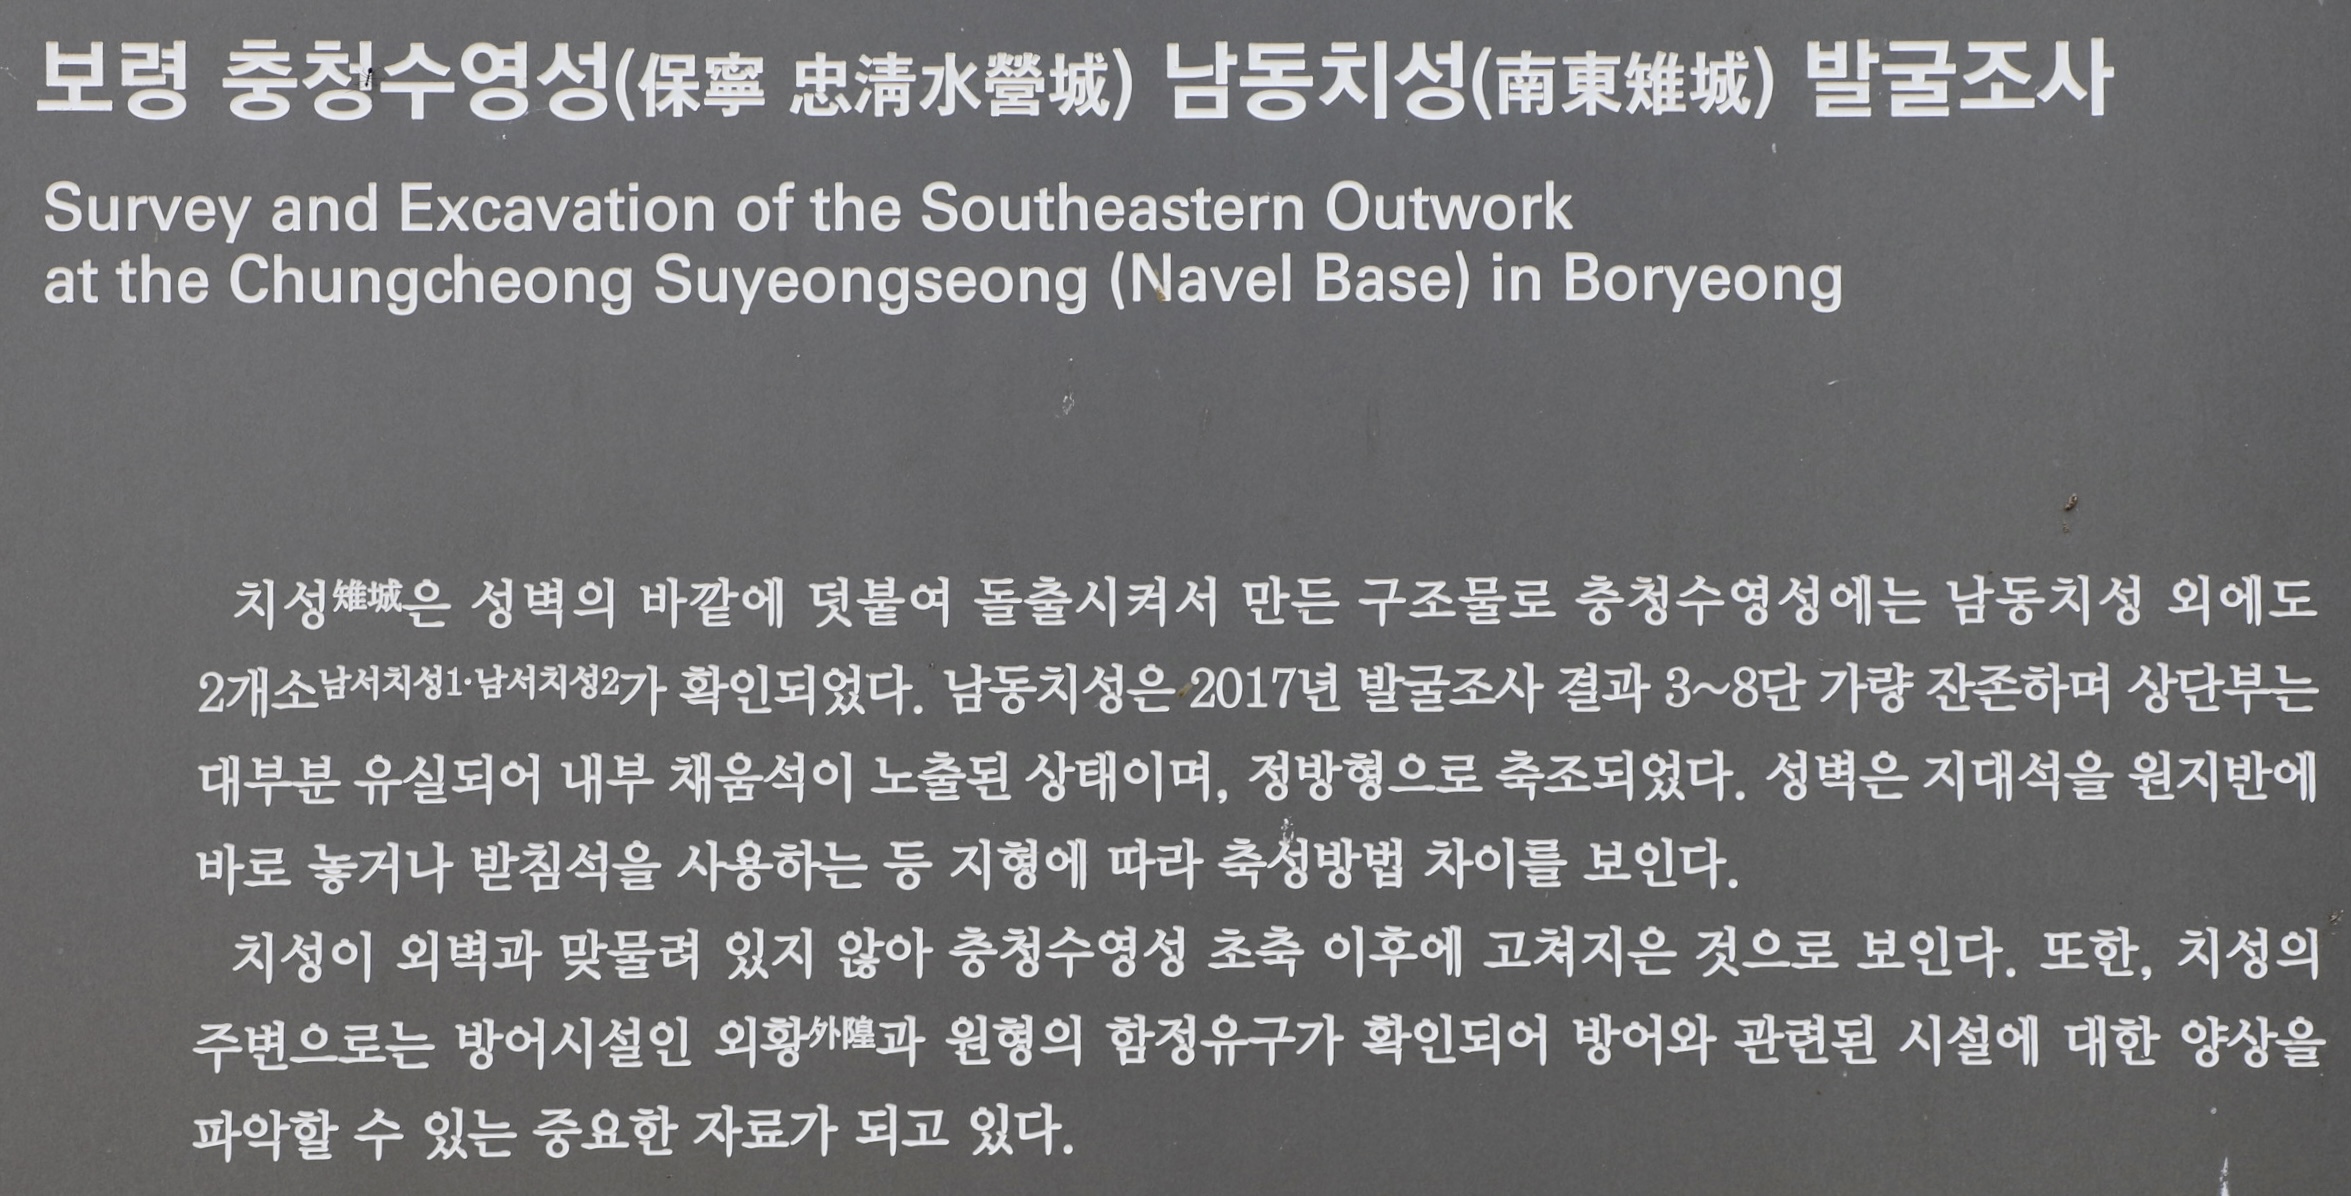 보령 충청수영성(保寧 忠淸水營城) 남동치성(南東雉城) 발굴조사
Survey and Excavation of the Southeastern Outwork
at the Chungcheong Suyeongseong (Navel Base) in Boryeong
치성雉城은 성벽의 바깥에 덧붙여 돌출시켜서 만든 구조물로 충청수영성에는 남동치성 외에도
2개소남서치성1·남서치성2가 확인되었다. 남동치성은 2017년 발굴조사 결과 3~8단 가량 잔존하며 상단부는
대부분 유실되어 내부 채움석이 노출된 상태이며, 정방형으로 축조되었다. 성벽은 지대석을 원지반에
바로 놓거나 받침석을 사용하는 등 지형에 따라 축성방법 차이를 보인다.
치성이 외벽과 맞물려 있지 않아 충청수영성 초축 이후에 고쳐지은 것으로 보인다. 또한, 치성의
주변으로는 방어시설인 외황外隍과 원형의 함정유구가 확인되어 방어와 관련된 시설에 대한 양상을
파악할 수 있는 중요한 자료가 되고 있다.